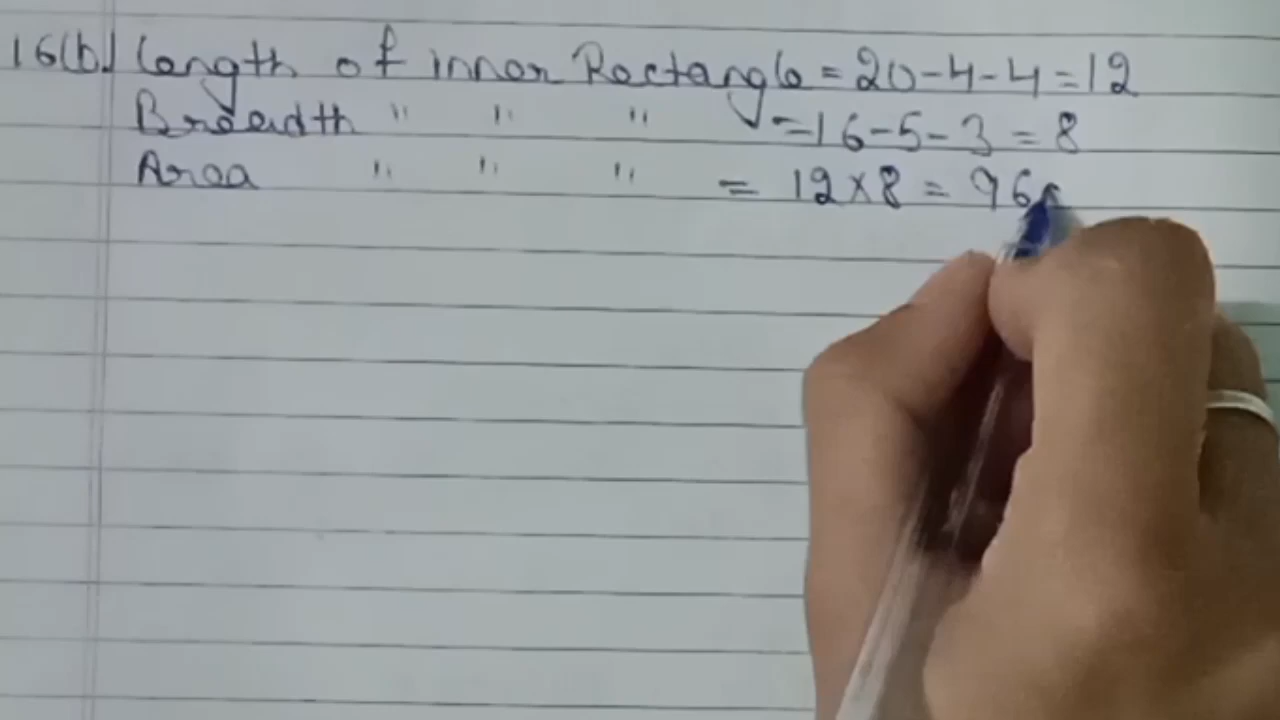 16(b) Length of inner Rectangle = 20-4-4=12
Breadth " " " =16-5-3=8
Area " " " = 12×8 = 96